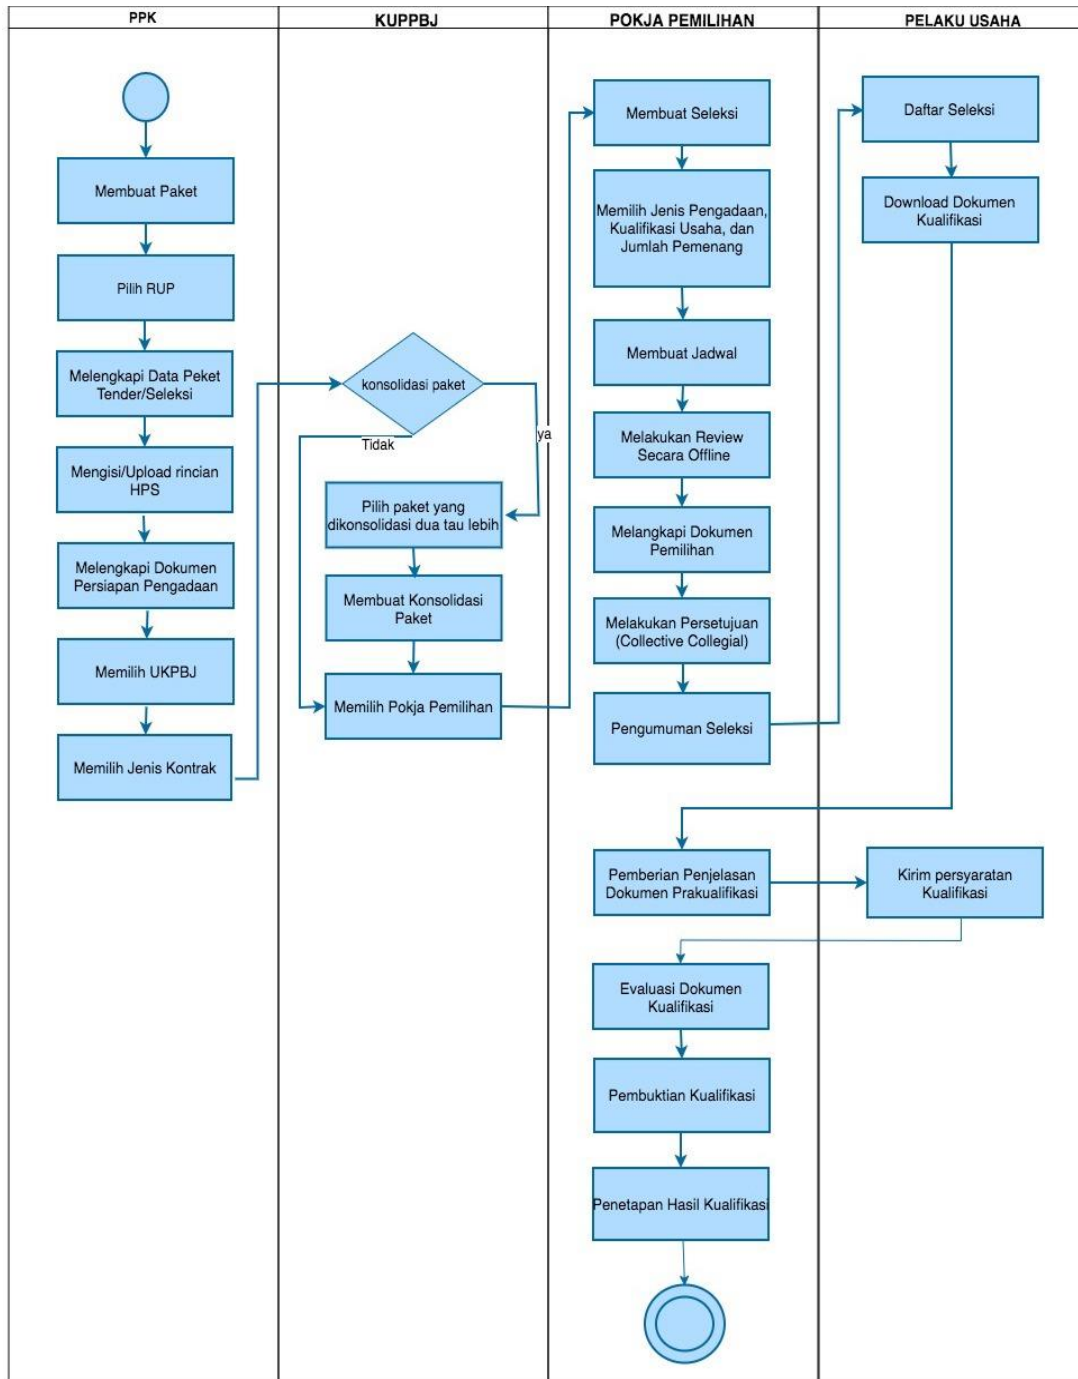 PPK
KUPPBJ
POKJA PEMILIHAN
PELAKU USAHA
Membuat Paket
Pilih RUP
Melengkapi Data Peket
Tender/Seleksi
Mengisi/Upload rincian
HPS
Melengkapi Dokumen
Persiapan Pengadaan
Memilih UKPBJ
Memilih Jenis Kontrak
konsolidasi paket
Tidak
ya
Pilih paket yang
dikonsolidasi dua tau lebih
Membuat Konsolidasi
Paket
Memilih Pokja Pemilihan
Membuat Seleksi
Memilih Jenis Pengadaan,
Kualifikasi Usaha, dan
Jumlah Pemenang
Membuat Jadwal
Melakukan Review
Secara Offline
Melangkapi Dokumen
Pemilihan
Melakukan Persetujuan
(Collective Collegial)
Pengumuman Seleksi
Daftar Seleksi
Download Dokumen
Kualifikasi
Pemberian Penjelasan
Dokumen Prakualifikasi
Kirim persyaratan
Kualifikasi
Evaluasi Dokumen
Kualifikasi
Pembuktian Kualifikasi
Penetapan Hasil Kualifikasi